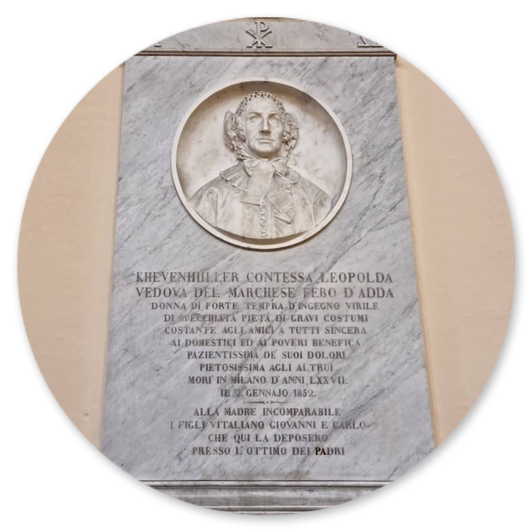 KHEVENHÜLLER CONTESSA LEOPOLDA
VEDOVA DEL MARCHESE FEBO D'ADDA
DONNA DI FORTE TEMPRA D'INGEGNO VIRILE
DI SPECCHIATA PIETÀ DI GRAVI COSTUMI
COSTANTE AGLI AMICI A TUTTI SINCERA
AI DOMESTICI ED AI POVERI BENEFICA
PAZIENTISSIMA DE' SUOI DOLORI
PIETOSISSIMA AGLI ALTRUI
MORÌ IN MILANO D'ANNI LXXVII.
IL GENNAJO 1852.
ALLA MADRE INCOMPARABILE
I FIGLI VITALIANO GIOVANNI E CARLO
CHE QUI LA DEPOSERO
PRESSO L'OTTIMO DEI PADRI